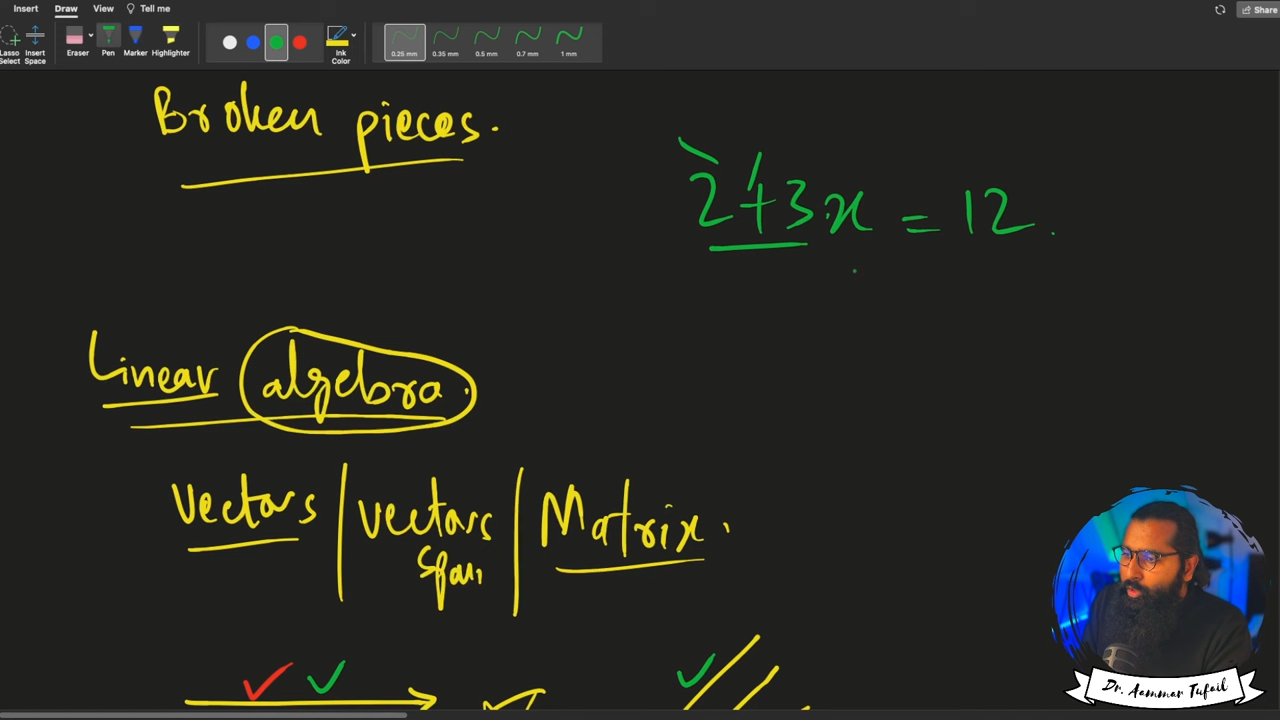 Insert Draw View Tell me
Share
Lasso Select
Insert Space
Eraser
Pen
Marker
Highlighter
Ink Color
0.25 mm
0.35 mm
0.5 mm
0.7 mm
1 mm
Broken pieces.
2+3x = 12.
Linear algebra.
Vectors | vectors | Matrix.
Dr. Aammar Tufail